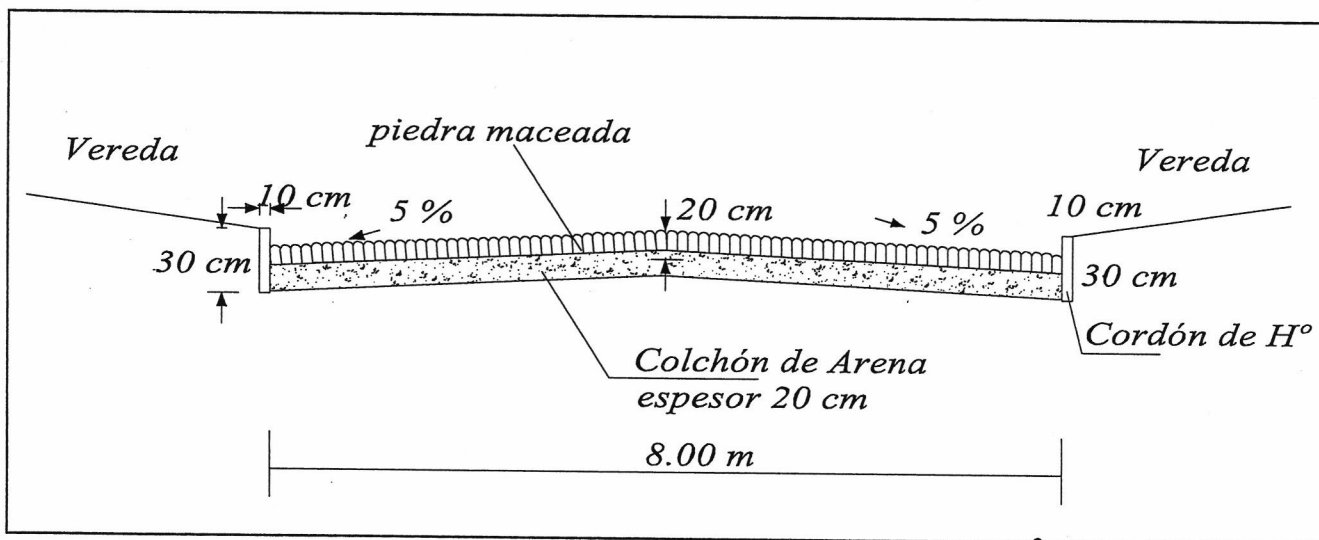 piedra maceada
Vereda
Vereda
10 cm
5 %
20 cm
5 %
10 cm
30 cm
30 cm
Cordón de Hº
Colchón de Arena
espesor 20 cm
8.00 m